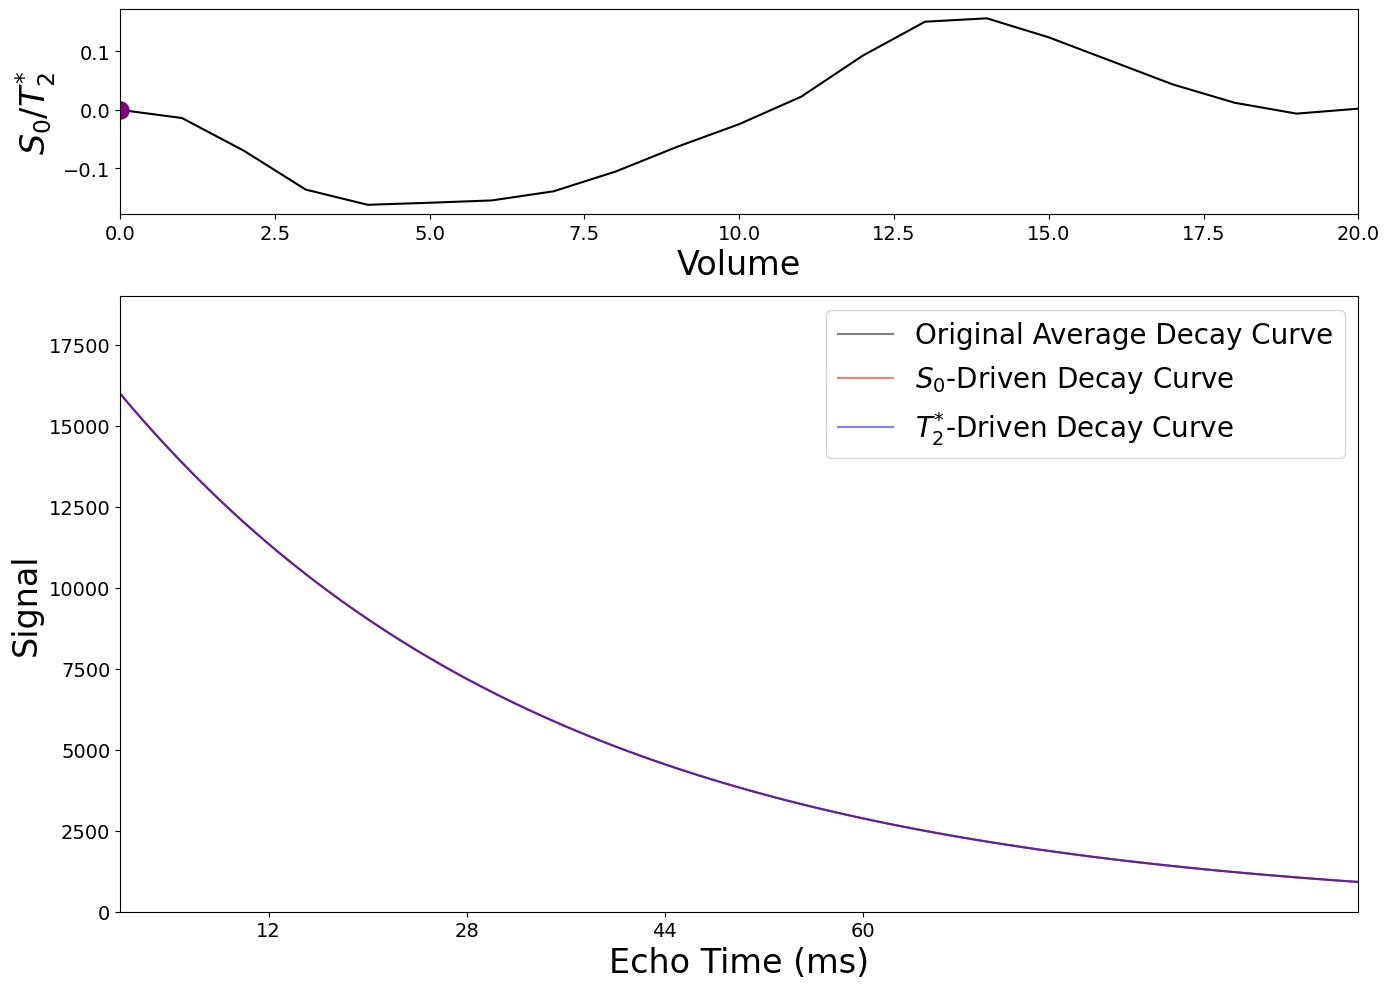 S₀/T₂*
0.1
0.0
−0.1
0.0 2.5 5.0 7.5 10.0 12.5 15.0 17.5 20.0
Volume
Signal
17500
15000
12500
10000
7500
5000
2500
0
Original Average Decay Curve
S₀-Driven Decay Curve
T₂*-Driven Decay Curve
12 28 44 60
Echo Time (ms)